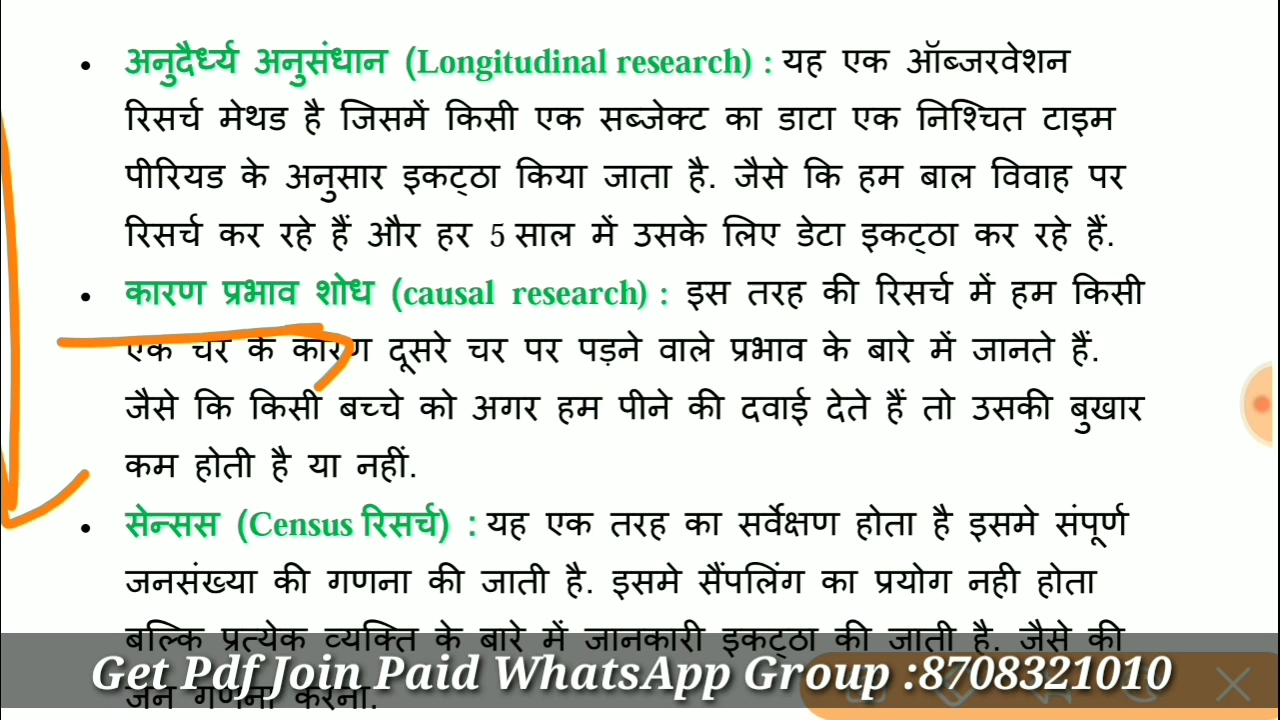 • अनुदैर्ध्य अनुसंधान (Longitudinal research) : यह एक ऑब्जरवेशन
रिसर्च मेथड है जिसमें किसी एक सब्जेक्ट का डाटा एक निश्चित टाइम
पीरियड के अनुसार इकट्ठा किया जाता है. जैसे कि हम बाल विवाह पर
रिसर्च कर रहे हैं और हर 5 साल में उसके लिए डेटा इकट्ठा कर रहे हैं.
• कारण प्रभाव शोध (causal research) : इस तरह की रिसर्च में हम किसी
एक चर के कारण दूसरे चर पर पड़ने वाले प्रभाव के बारे में जानते हैं.
जैसे कि किसी बच्चे को अगर हम पीने की दवाई देते हैं तो उसकी बुखार
कम होती है या नहीं.
• सेन्सस (Census रिसर्च) : यह एक तरह का सर्वेक्षण होता है इसमे संपूर्ण
जनसंख्या की गणना की जाती है. इसमे सैंपलिंग का प्रयोग नही होता
बल्कि प्रत्येक व्यक्ति के बारे में जानकारी इकट्ठा की जाती है. जैसे की
Get Pdf Join Paid WhatsApp Group :8708321010
जन गणना करना.